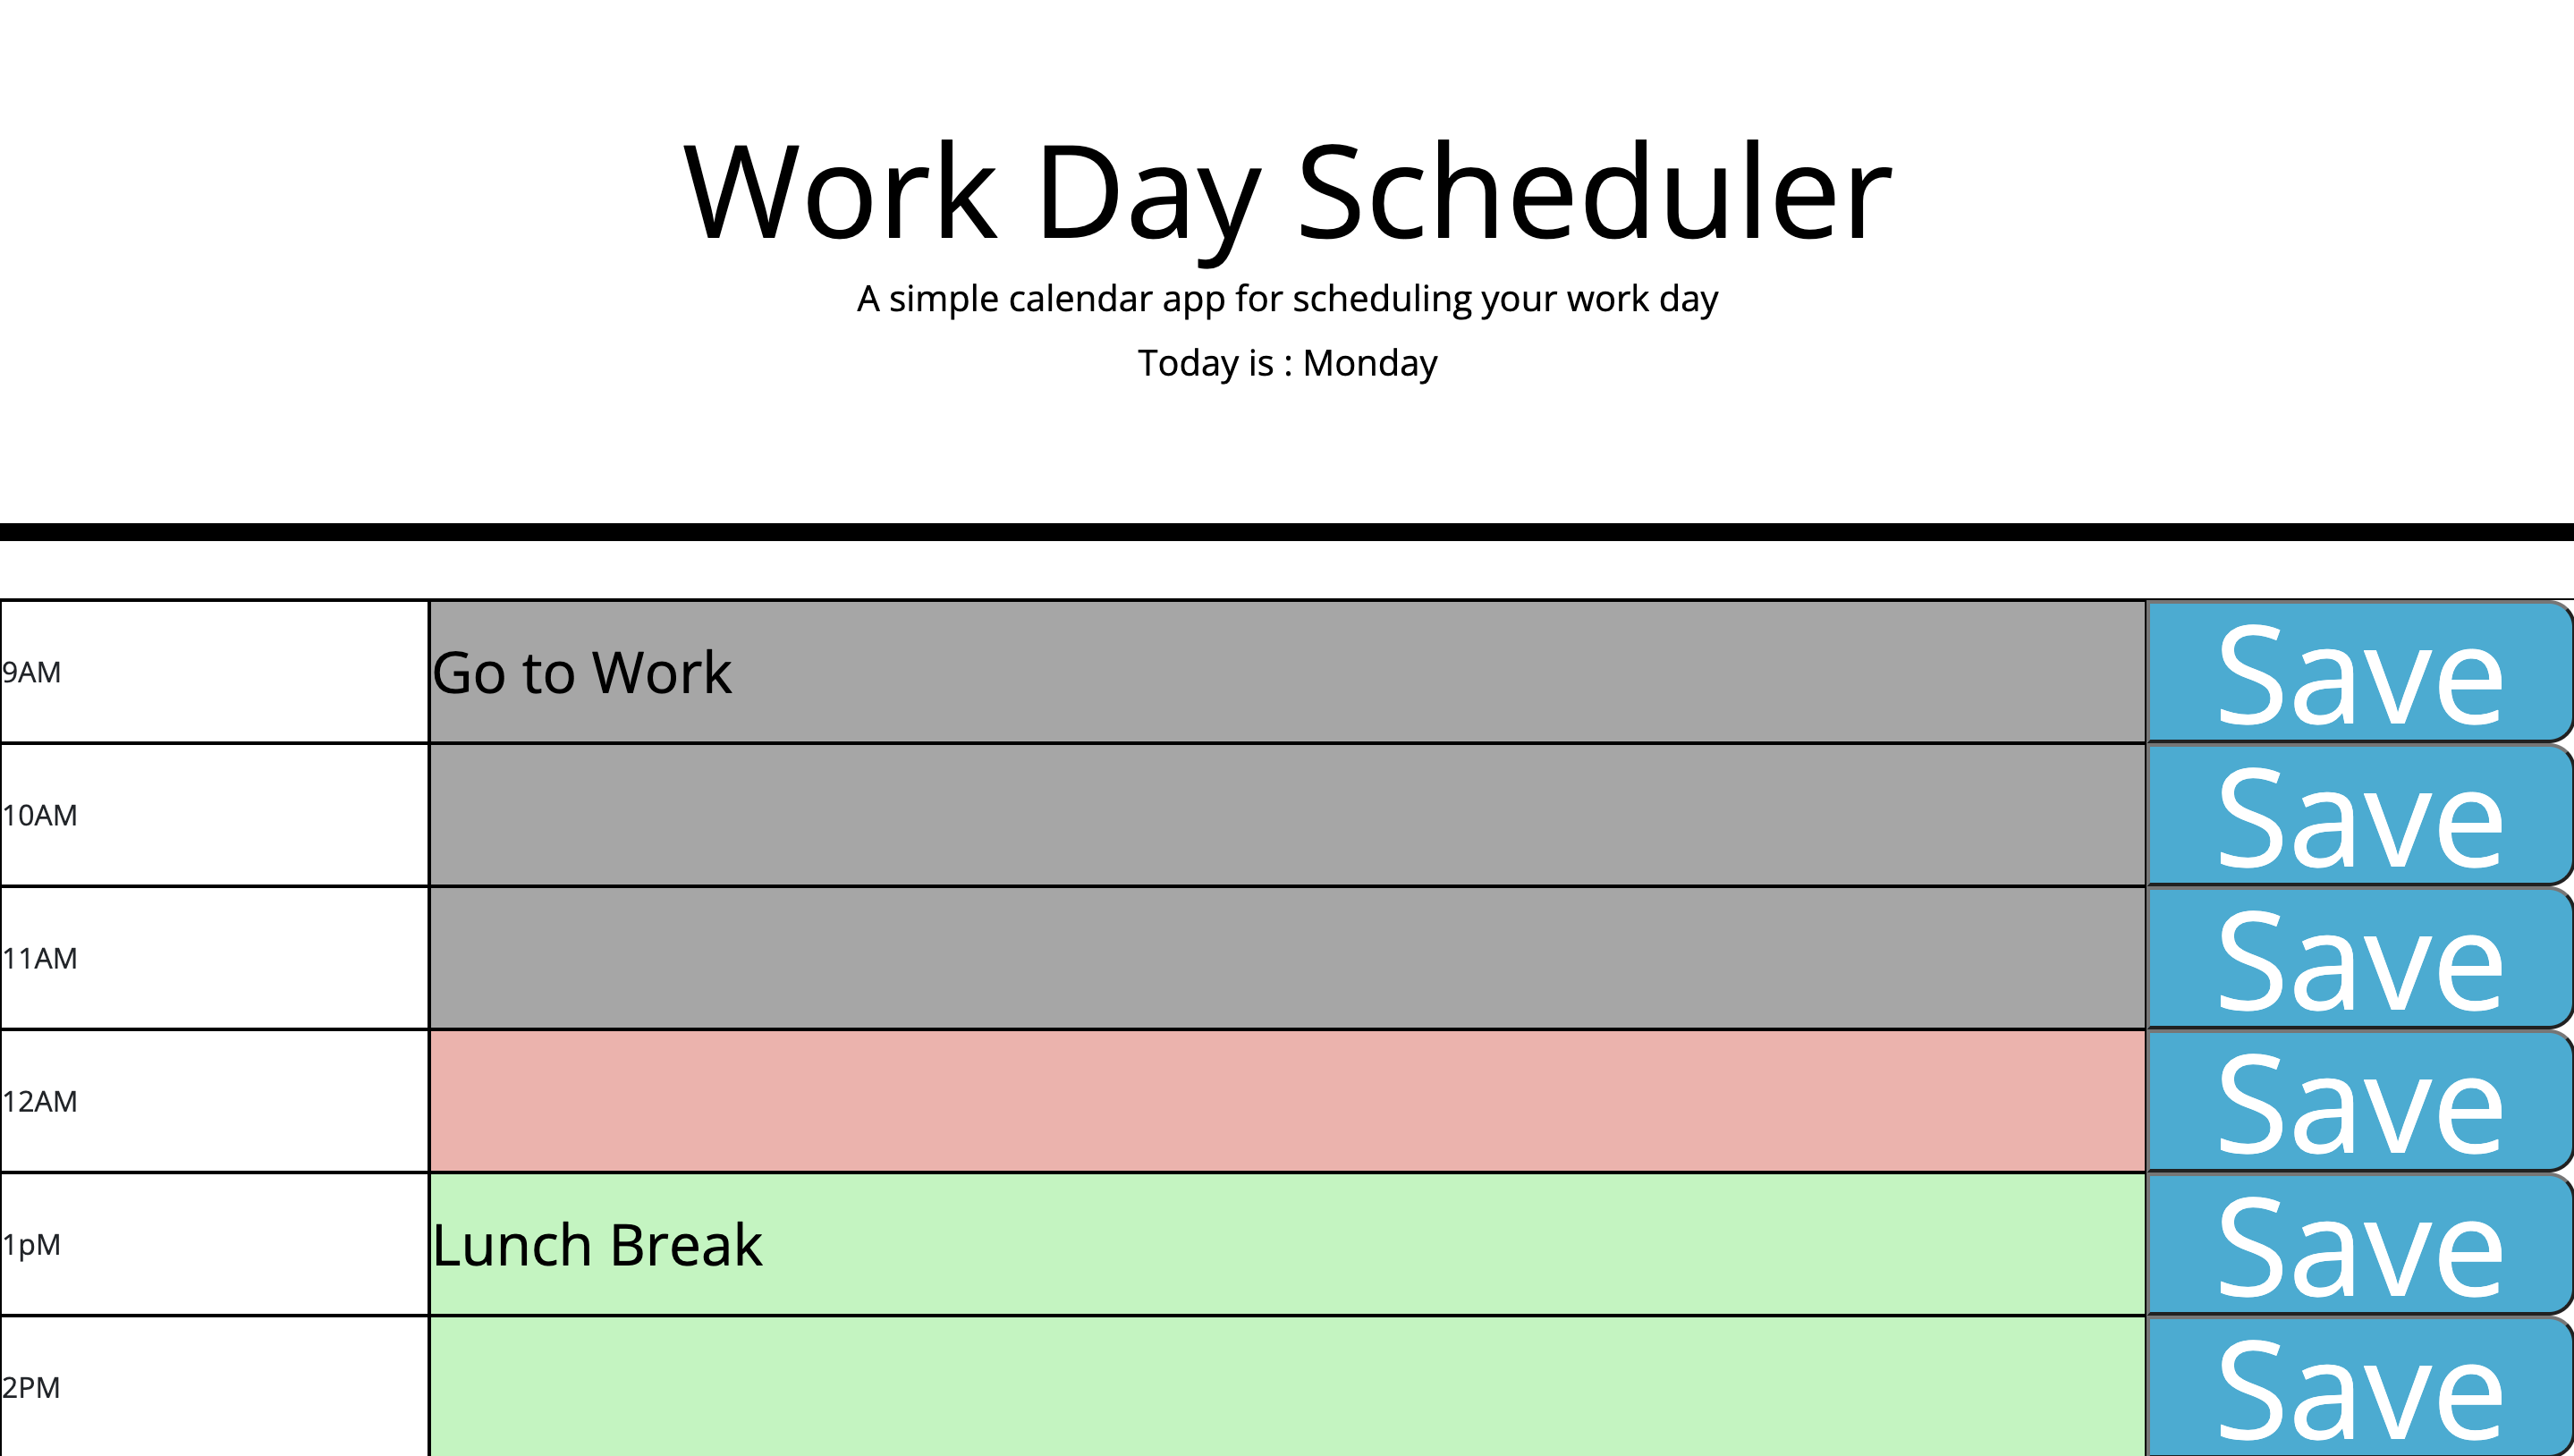 Work Day Scheduler
A simple calendar app for scheduling your work day
Today is : Monday
9AM Go to Work Save
10AM Save
11AM Save
12AM Save
1pM Lunch Break Save
2PM Save